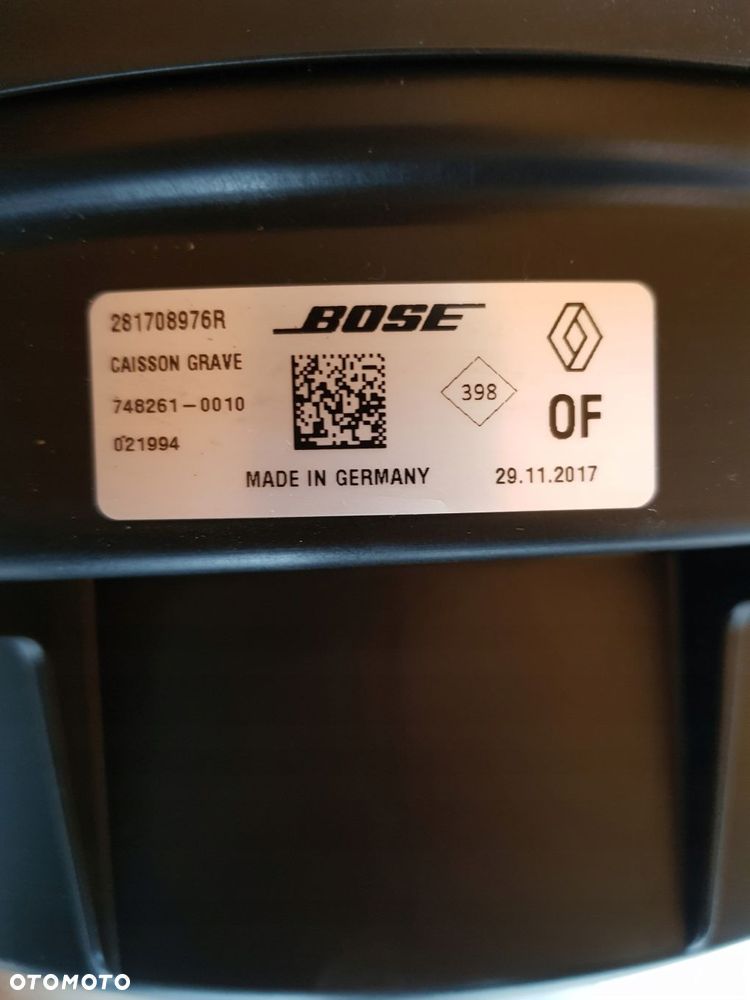 281708976R
BOSE
CAISSON GRAVE
748261-0010
398
OF
021994
MADE IN GERMANY
29.11.2017
OTOMOTO